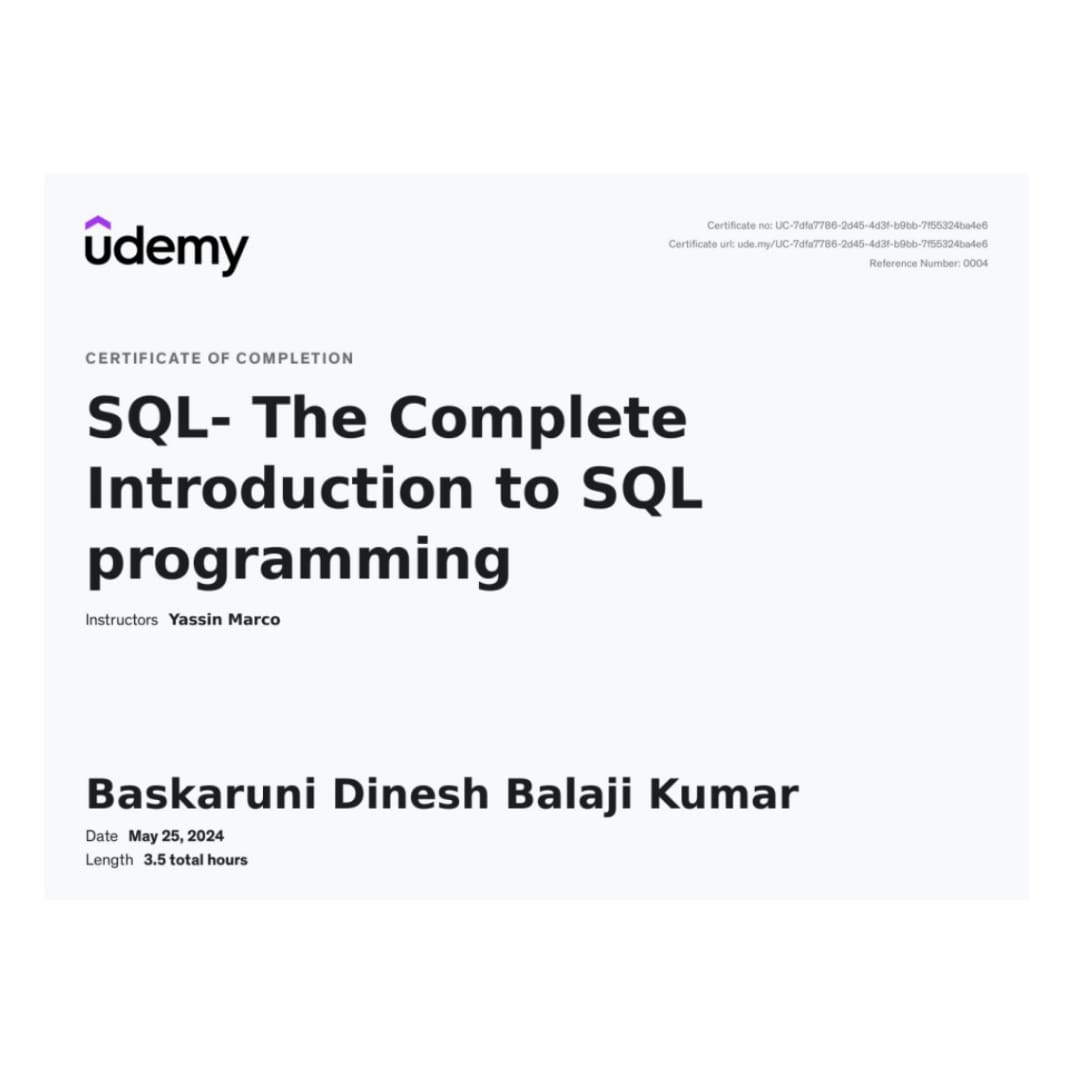 udemy
Certificate no: UC-7dfa7786-2d45-4d3f-b9bb-7f55324ba4e6
Certificate url: ude.my/UC-7dfa7786-2d45-4d3f-b9bb-7f55324ba4e6
Reference Number: 0004
CERTIFICATE OF COMPLETION
SQL- The Complete
Introduction to SQL
programming
Instructors Yassin Marco
Baskaruni Dinesh Balaji Kumar
Date May 25, 2024
Length 3.5 total hours